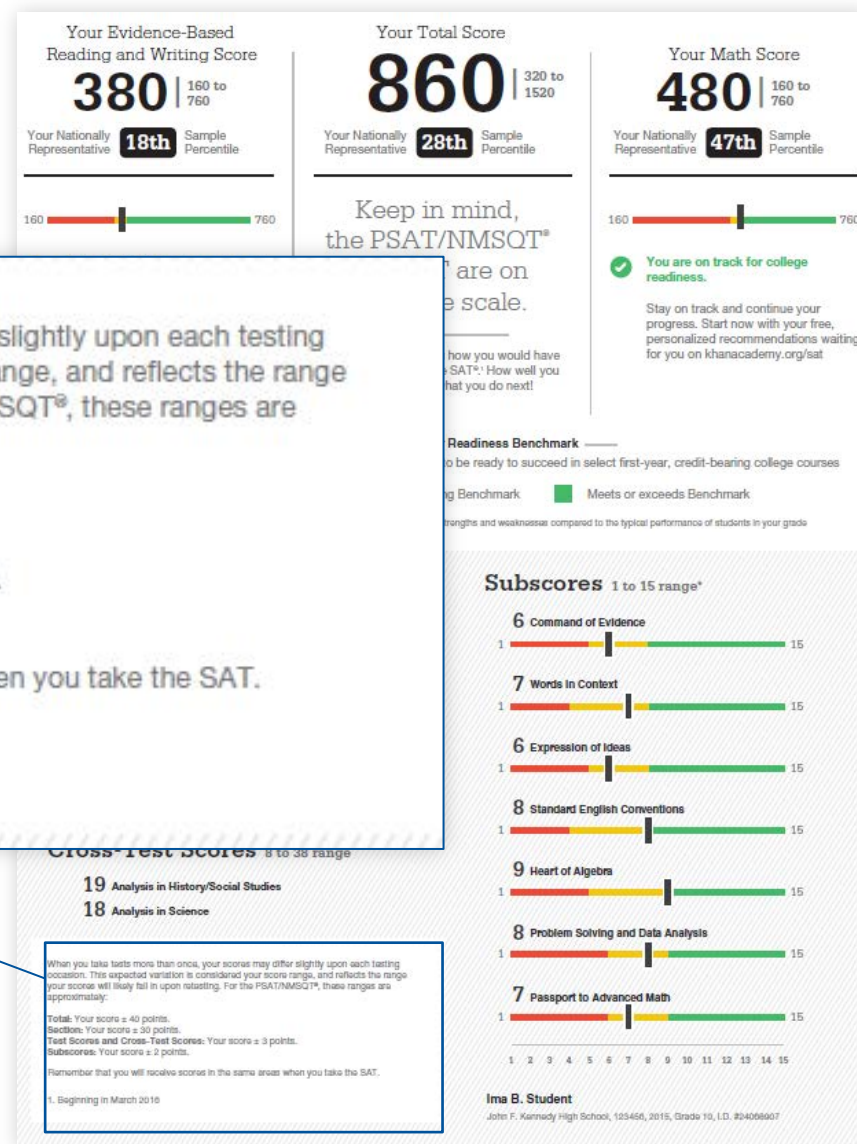 Your Evidence-Based
Reading and Writing Score
380 | 160 to
760
Your Nationally
Representative 18th Sample
Percentile
160 760
Your Total Score
860 | 320 to
1520
Your Nationally
Representative 28th Sample
Percentile
Keep in mind,
the PSAT/NMSQT®
are on
e scale.
how you would have
SAT®.¹ How well you
hat you do next!
Your Math Score
480 | 160 to
760
Your Nationally
Representative 47th Sample
Percentile
160 760
You are on track for college
readiness.
Stay on track and continue your
progress. Start now with your free,
personalized recommendations waiting
for you on khanacademy.org/sat
Readiness Benchmark
o be ready to succeed in select first-year, credit-bearing college courses
ng Benchmark Meets or exceeds Benchmark
trengths and weaknesses compared to the typical performance of students in your grade
slightly upon each testing
nge, and reflects the range
SQT®, these ranges are
en you take the SAT.
Cross-Test Scores 8 to 38 range
19 Analysis in History/Social Studies
18 Analysis in Science
When you take tests more than once, your scores may differ slightly upon each testing
occasion. This expected variation is considered your score range, and reflects the range
your scores will likely fall in upon retesting. For the PSAT/NMSQT®, these ranges are
approximately:
Total: Your score ± 40 points.
Section: Your score ± 30 points.
Test Scores and Cross-Test Scores: Your score ± 3 points.
Subscores: Your score ± 2 points.
Remember that you will receive scores in the same areas when you take the SAT.
1. Beginning in March 2016
Subscores 1 to 15 range*
6 Command of Evidence
1 15
7 Words in Context
1 15
6 Expression of Ideas
1 15
8 Standard English Conventions
1 15
9 Heart of Algebra
1 15
8 Problem Solving and Data Analysis
1 15
7 Passport to Advanced Math
1 15
1 2 3 4 5 6 7 8 9 10 11 12 13 14 15
Ima B. Student
John F. Kennedy High School, 123456, 2015, Grade 10, I.D. #24068907